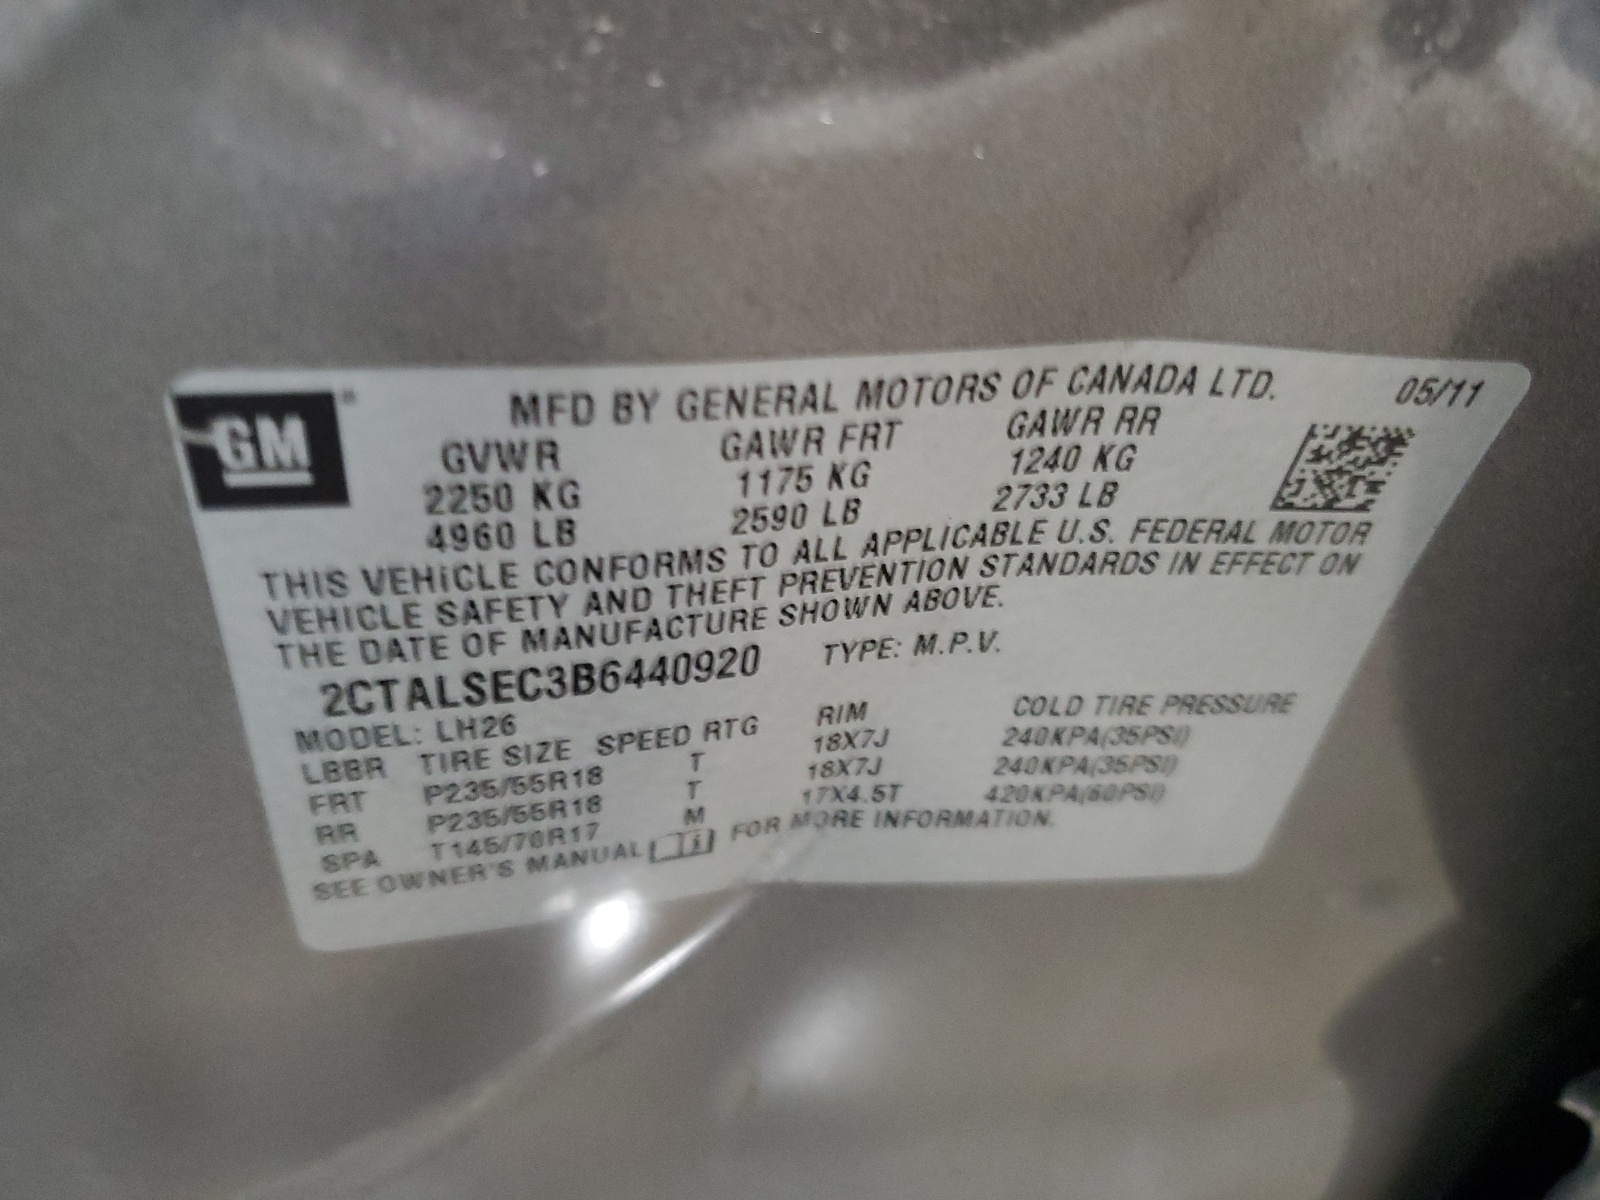 GM®
MFD BY GENERAL MOTORS OF CANADA LTD. 05/11
GVWR GAWR FRT GAWR RR
2250 KG 1175 KG 1240 KG
4960 LB 2590 LB 2733 LB
THIS VEHICLE CONFORMS TO ALL APPLICABLE U.S. FEDERAL MOTOR
VEHICLE SAFETY AND THEFT PREVENTION STANDARDS IN EFFECT ON
THE DATE OF MANUFACTURE SHOWN ABOVE.
2CTALSEC3B6440920 TYPE: M.P.V.
MODEL: LH26
LBBR TIRE SIZE SPEED RTG RIM COLD TIRE PRESSURE
FRT P235/55R18 T 18X7J 240KPA(35PSI)
RR P235/55R18 T 18X7J 240KPA(35PSI)
SPA T145/70R17 M 17X4.5T 420KPA(60PSI)
SEE OWNER'S MANUAL FOR MORE INFORMATION.